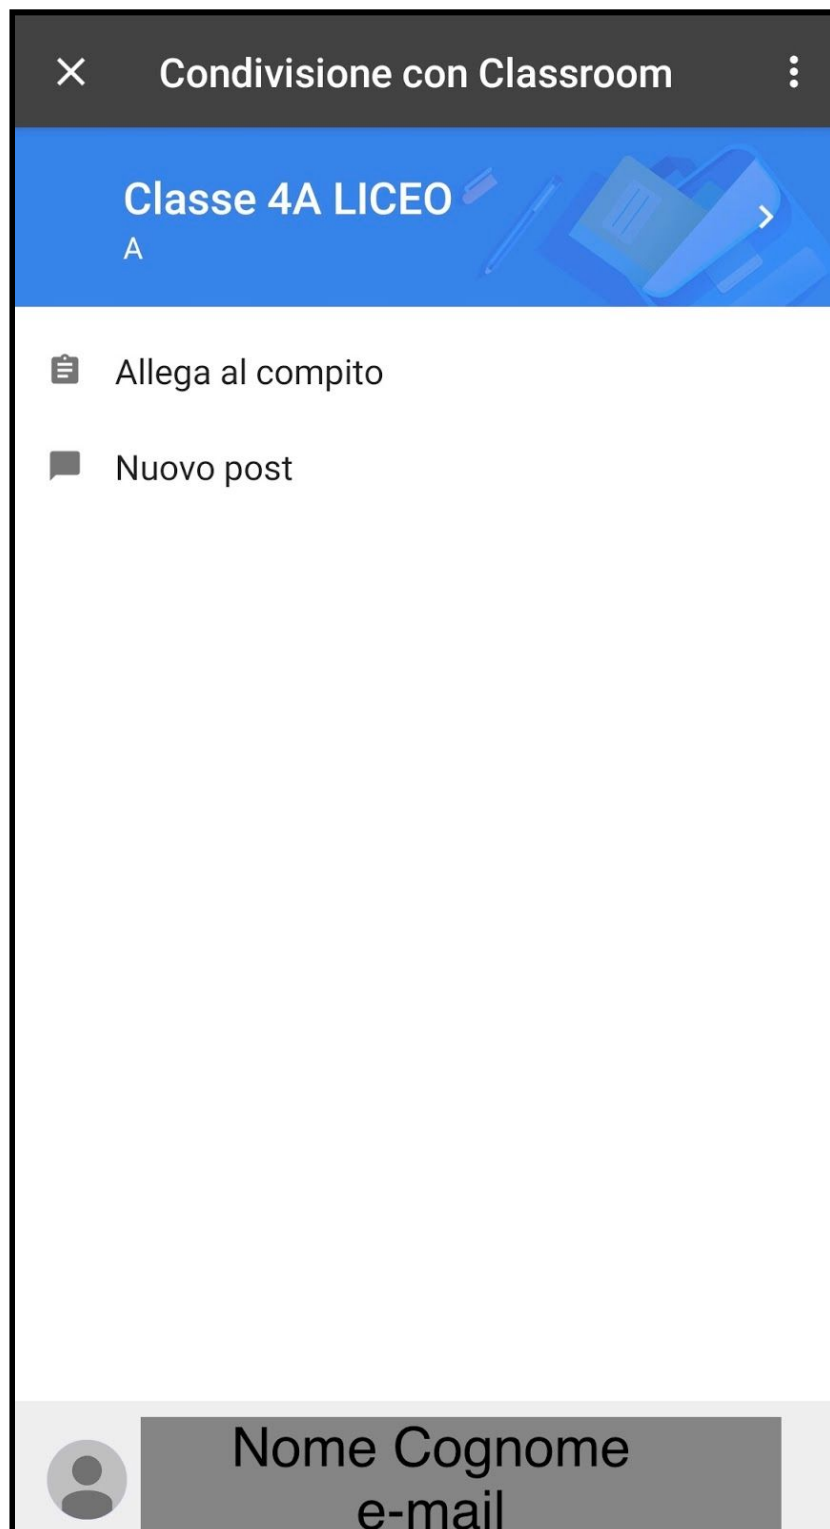 Condivisione con Classroom
Classe 4A LICEO
A
Allega al compito
Nuovo post
Nome Cognome
e-mail